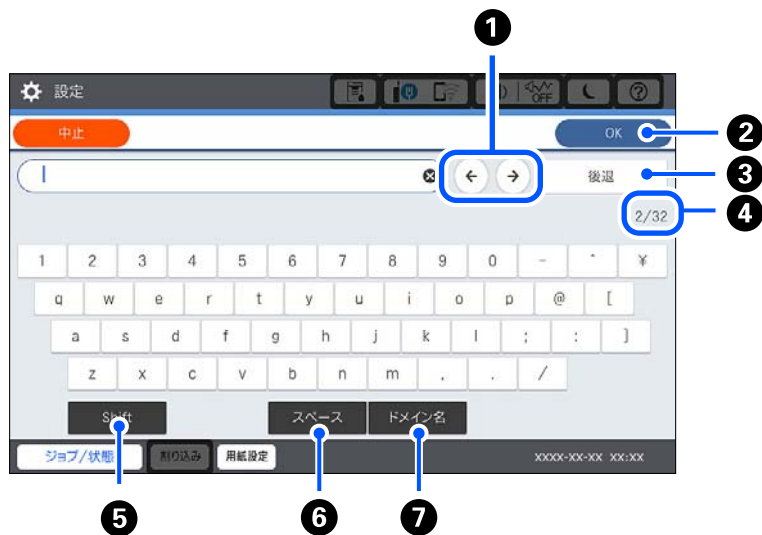 1
設定
OFF
中止
OK
2
後退
3
2/32
4
1 2 3 4 5 6 7 8 9 0 - ^ ¥
q w e r t y u i o p @ [
a s d f g h j k l ; : ]
z x c v b n m , . /
Shift スペース ドメイン名
ジョブ/状態 割り込み 用紙設定 xxxx-xx-xx xx:xx
5 6 7